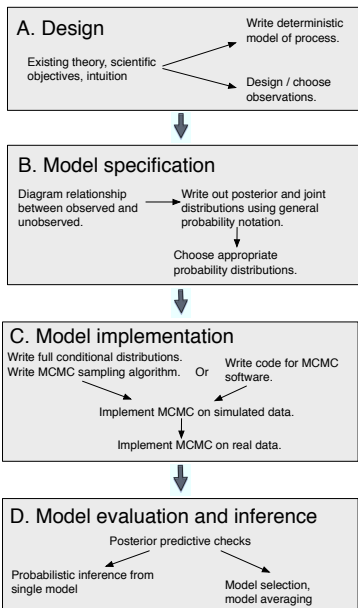 A. Design
Write deterministic
model of process.
Existing theory, scientific
objectives, intuition
Design / choose
observations.
B. Model specification
Diagram relationship
between observed and
unobserved.
Write out posterior and joint
distributions using general
probability notation.
Choose appropriate
probability distributions.
C. Model implementation
Write full conditional distributions.
Write MCMC sampling algorithm.
Or
Write code for MCMC
software.
Implement MCMC on simulated data.
Implement MCMC on real data.
D. Model evaluation and inference
Posterior predictive checks
Probabilistic inference from
single model
Model selection,
model averaging